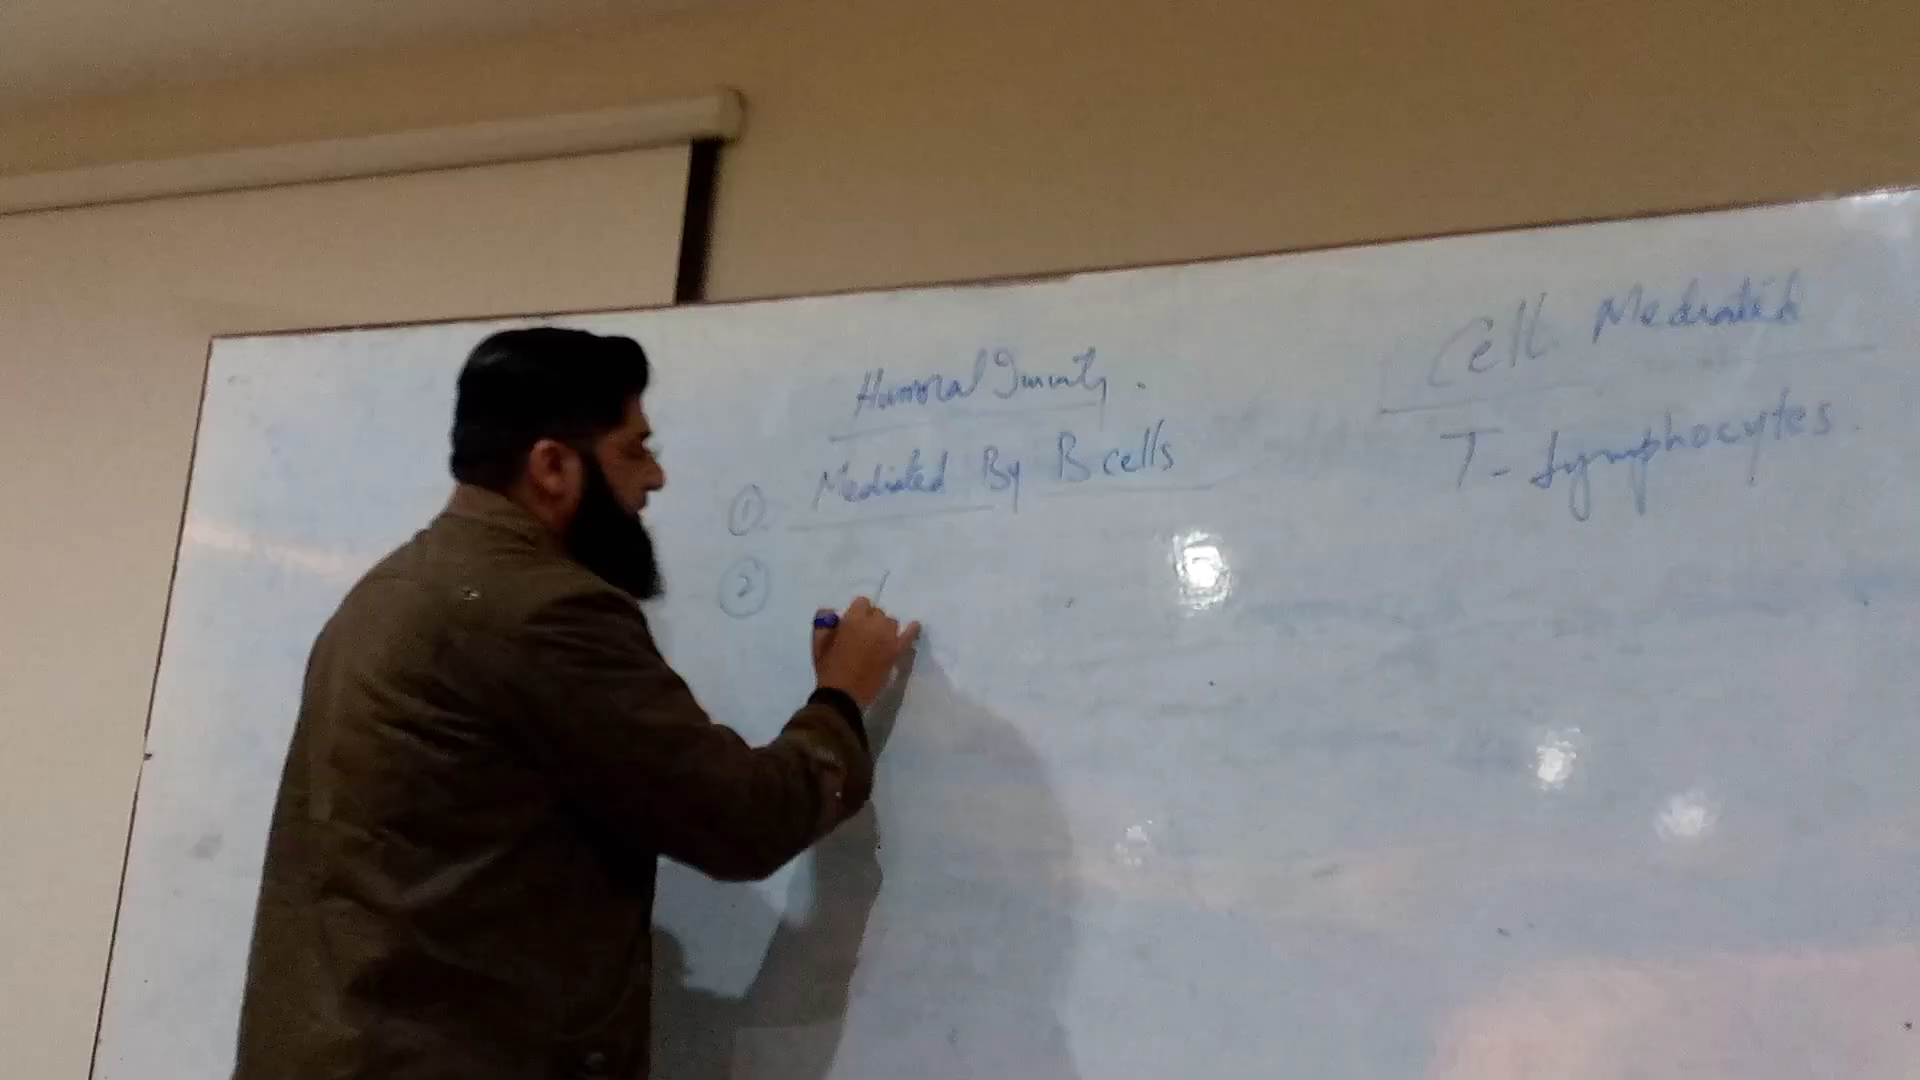 Humoral Immunity.
① Mediated By B cells
②
Cell Mediated
T - Lymphocytes.